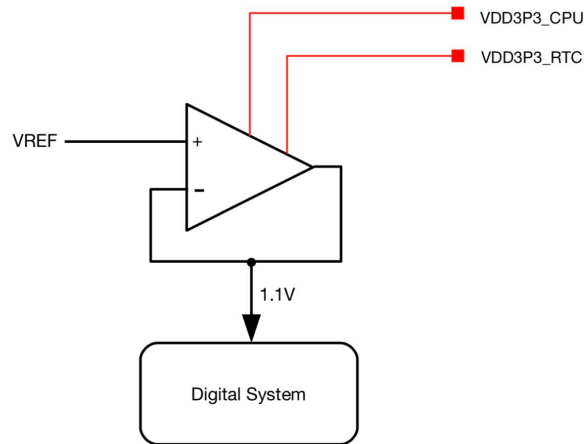 VDD3P3_CPU
VDD3P3_RTC
VREF
+
-
1.1V
Digital System